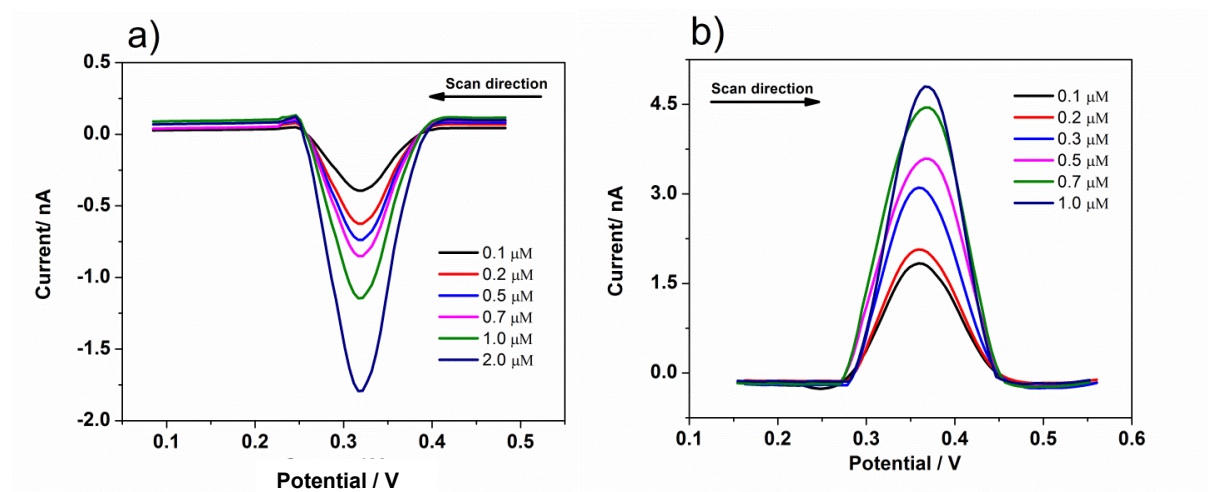 a)
Scan direction
0.5
0.0
-0.5
-1.0
-1.5
-2.0
Current/ nA
0.1 μM
0.2 μM
0.5 μM
0.7 μM
1.0 μM
2.0 μM
0.1
0.2
0.3
0.4
0.5
Potential / V
b)
Scan direction
4.5
3.0
1.5
0.0
Current/ nA
0.1 μM
0.2 μM
0.3 μM
0.5 μM
0.7 μM
1.0 μM
0.1
0.2
0.3
0.4
0.5
0.6
Potential / V